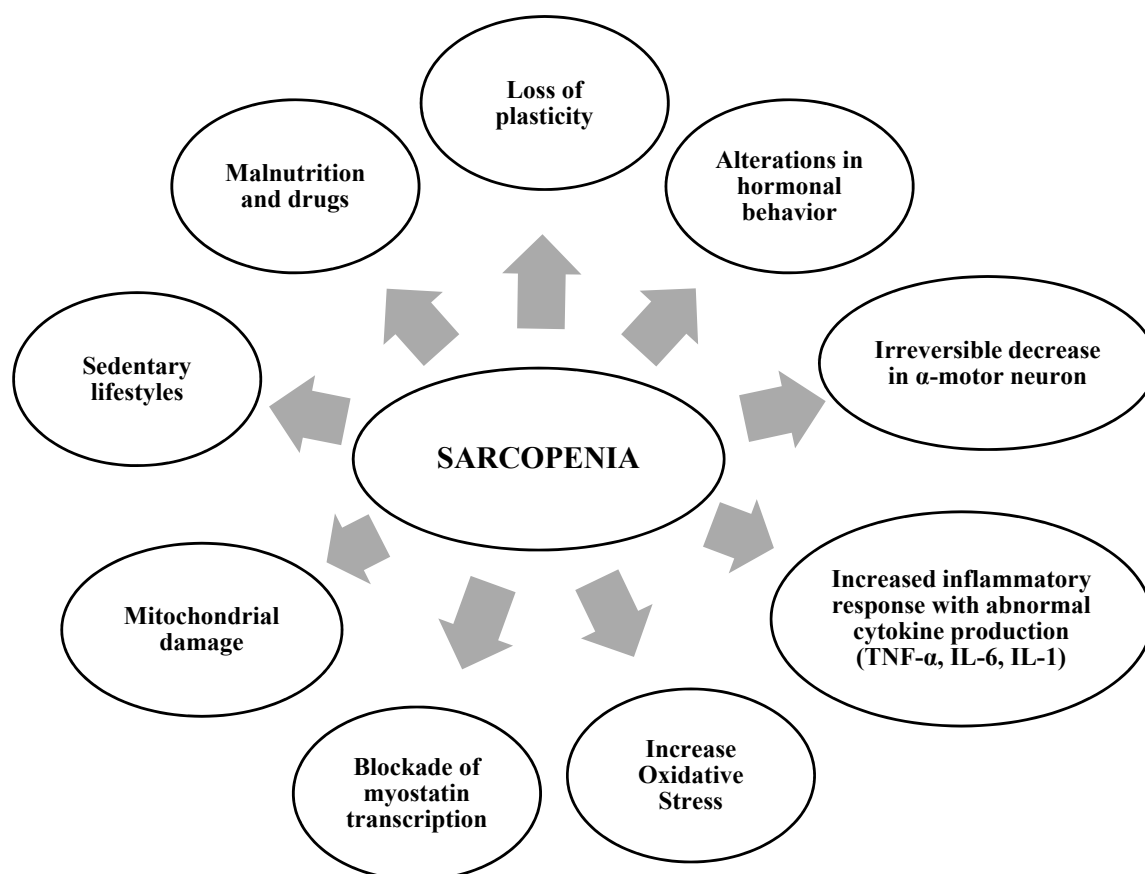 Loss of
plasticity
Malnutrition
and drugs
Alterations in
hormonal
behavior
Sedentary
lifestyles
Irreversible decrease
in α-motor neuron
SARCOPENIA
Mitochondrial
damage
Increased inflammatory
response with abnormal
cytokine production
(TNF-α, IL-6, IL-1)
Blockade of
myostatin
transcription
Increase
Oxidative
Stress